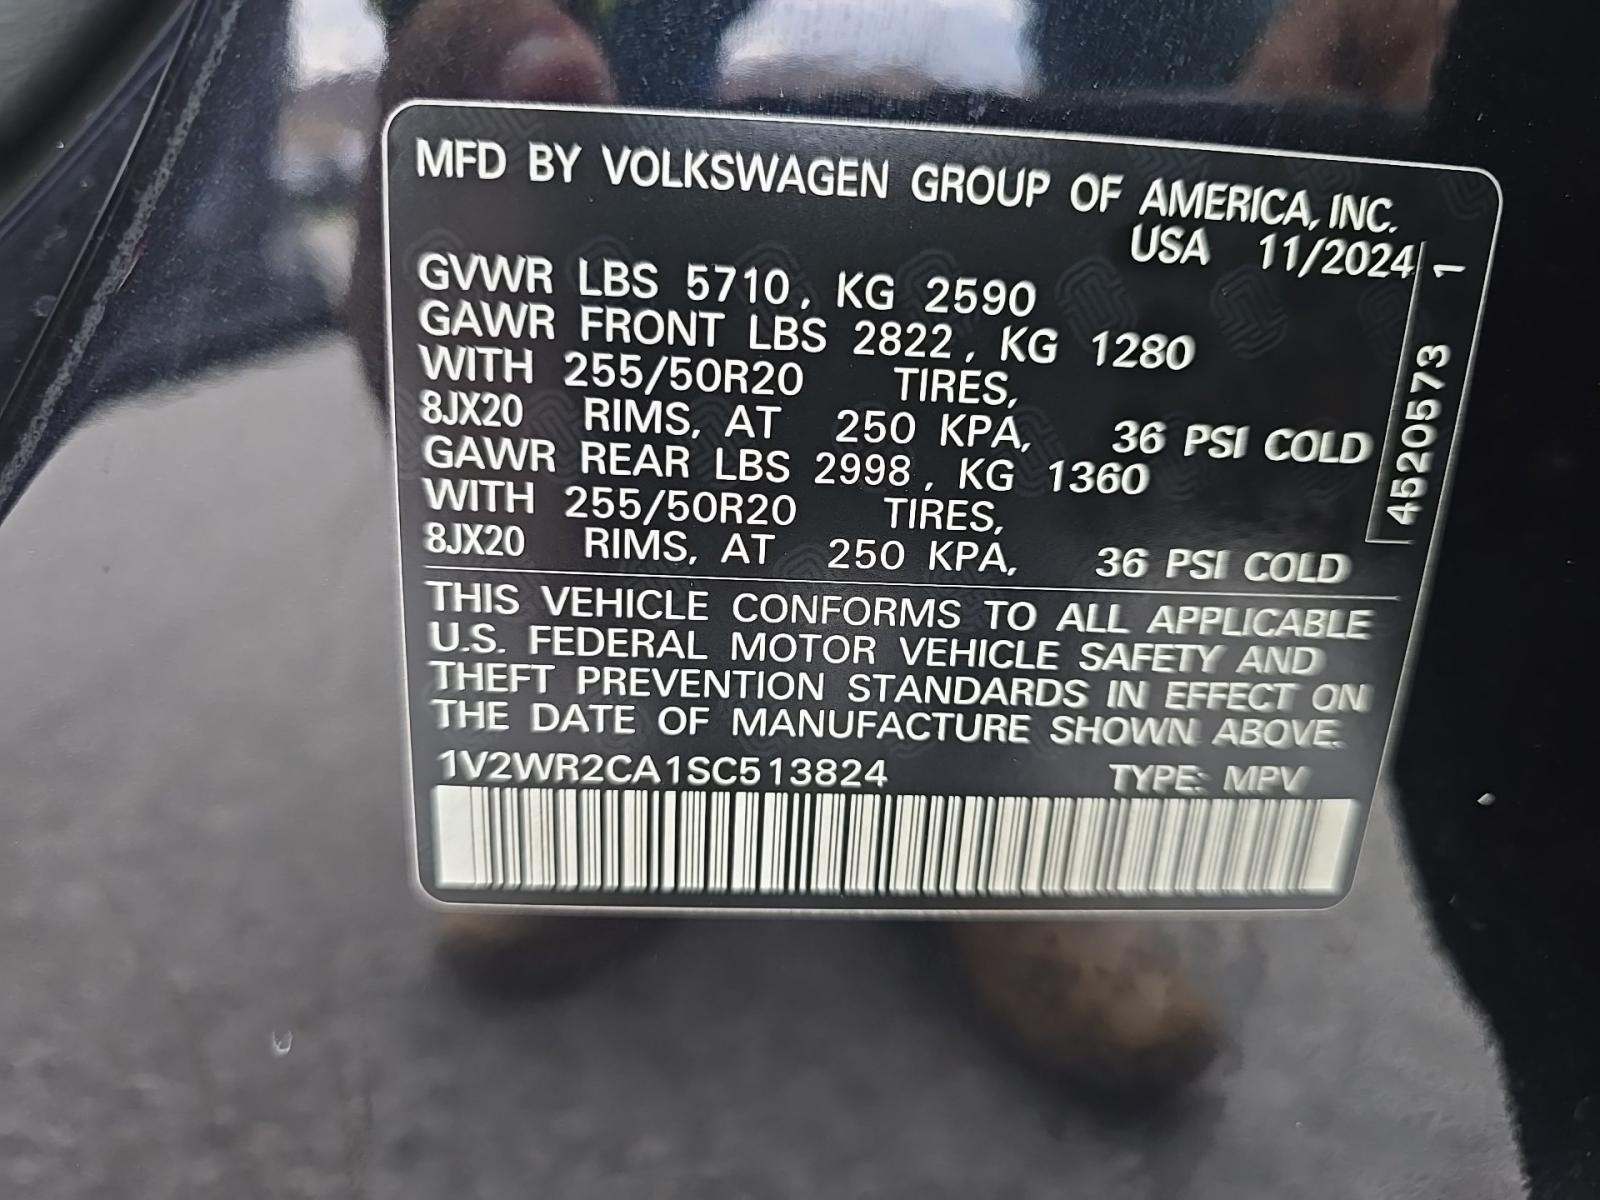 MFD BY VOLKSWAGEN GROUP OF AMERICA, INC.
USA 11/2024
GVWR LBS 5710, KG 2590
GAWR FRONT LBS 2822, KG 1280
WITH 255/50R20 TIRES,
8JX20 RIMS, AT 250 KPA, 36 PSI COLD
GAWR REAR LBS 2998, KG 1360
WITH 255/50R20 TIRES,
8JX20 RIMS, AT 250 KPA, 36 PSI COLD
4520573 1
THIS VEHICLE CONFORMS TO ALL APPLICABLE
U.S. FEDERAL MOTOR VEHICLE SAFETY AND
THEFT PREVENTION STANDARDS IN EFFECT ON
THE DATE OF MANUFACTURE SHOWN ABOVE.
1V2WR2CA1SC513824 TYPE: MPV